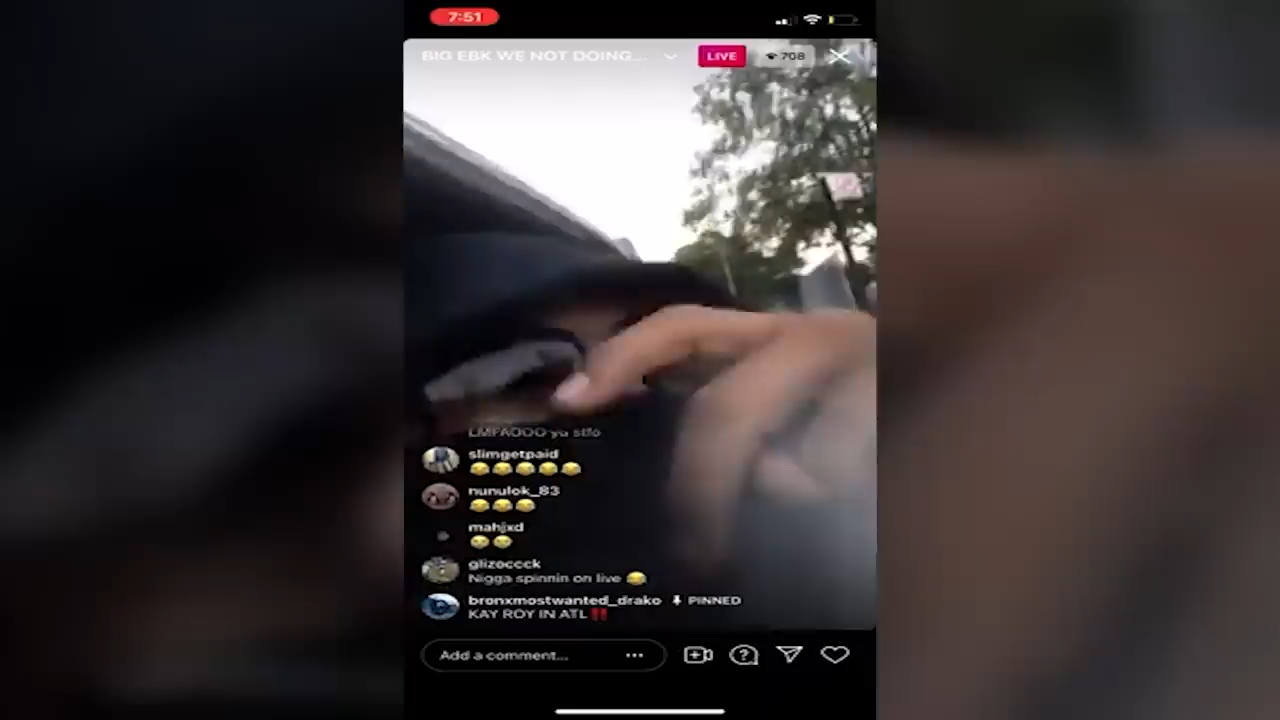 7:51
BIG EBK WE NOT DOING...
LIVE
708
LMFAOOO ya stfo
slimgetpaid
😂😂😂😂😂
nunulok_83
😂😂😂
mahjxd
😂😂
glizoccck
Nigga spinnin on live 😂
bronxmostwanted_drako PINNED
KAY ROY IN ATL‼️
Add a comment...